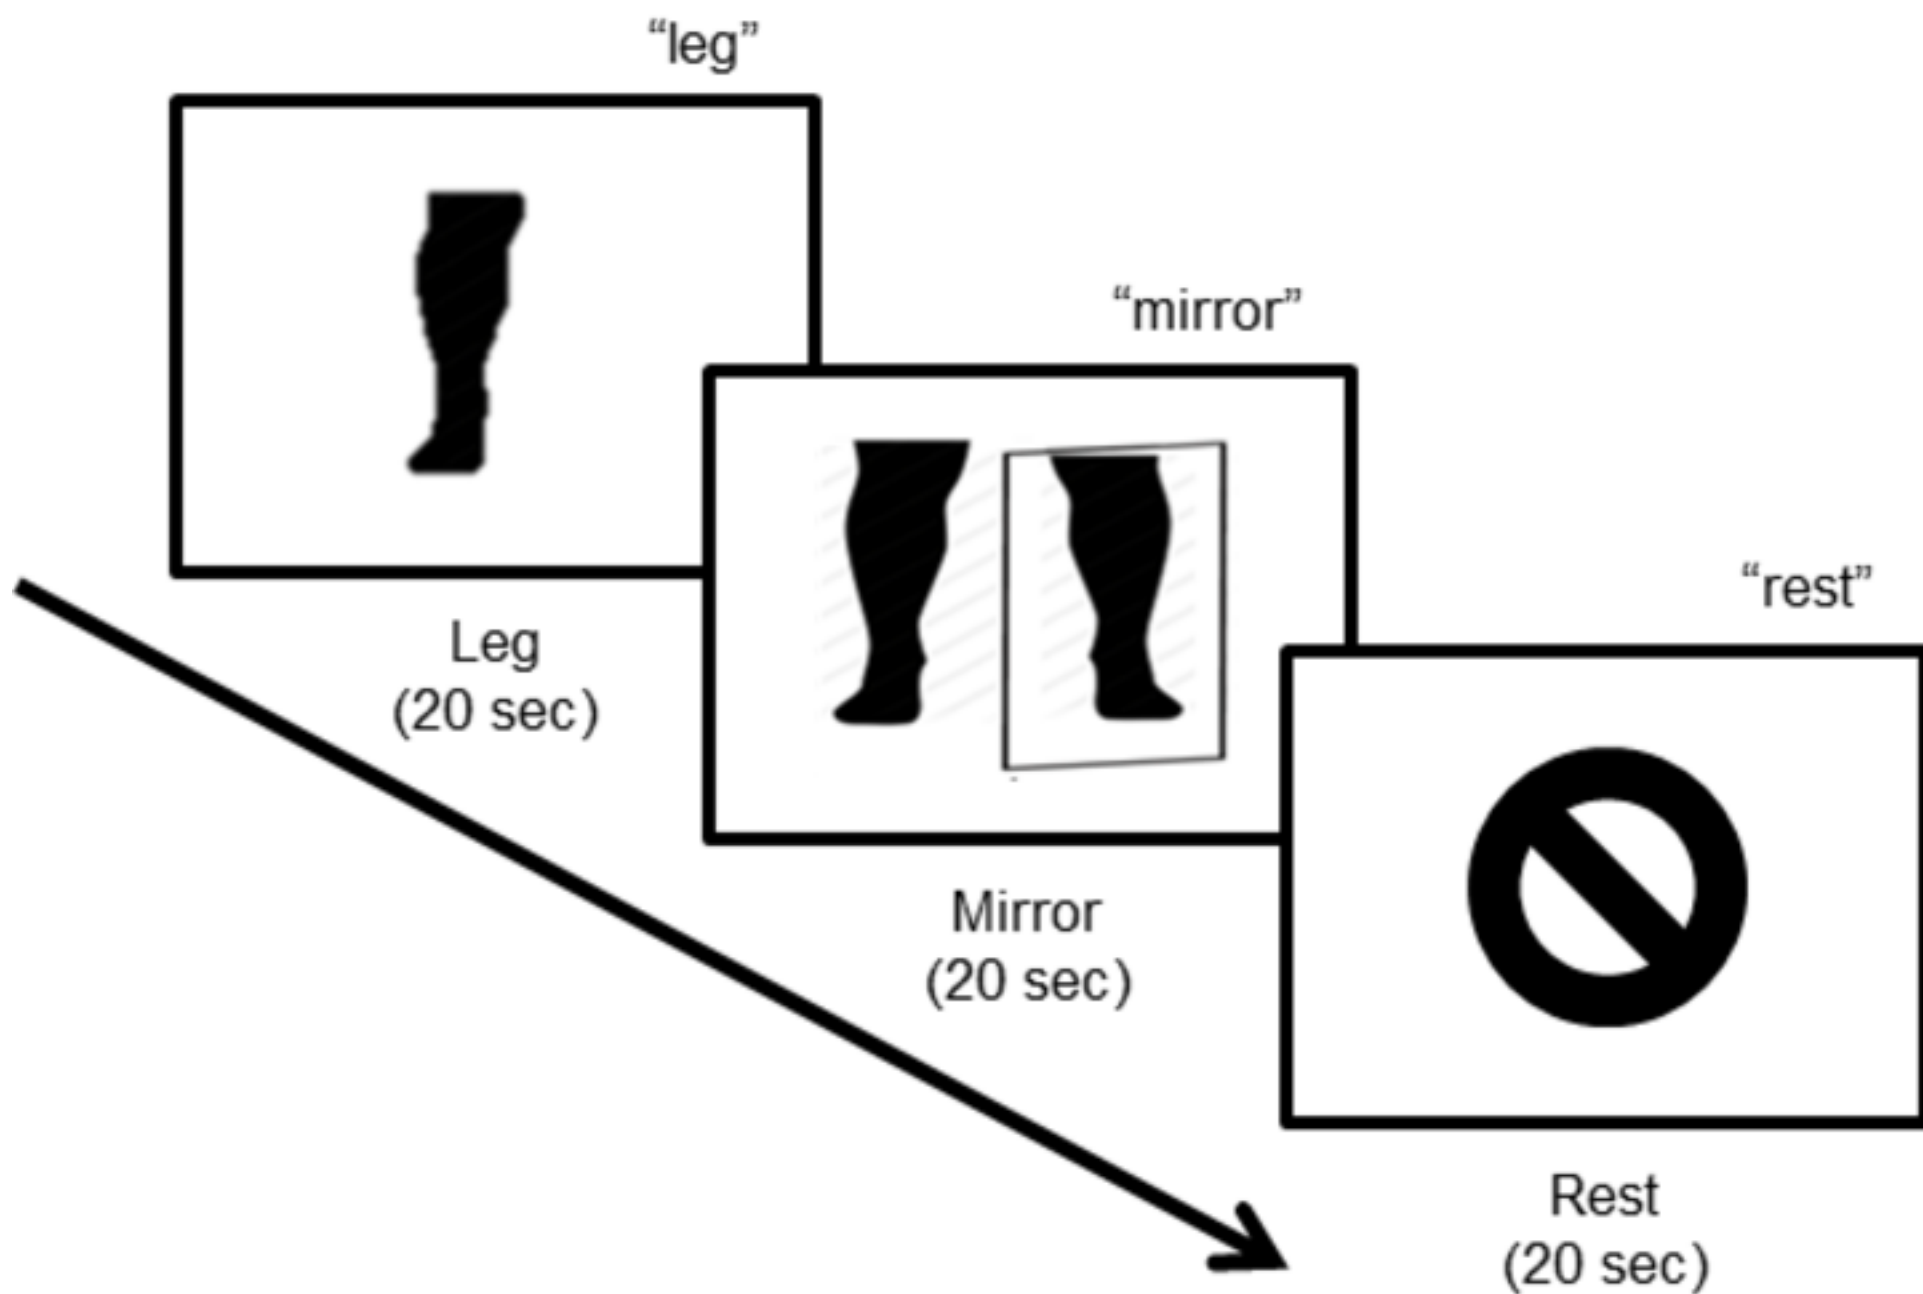 “leg”
Leg
(20 sec)
“mirror”
Mirror
(20 sec)
“rest”
Rest
(20 sec)